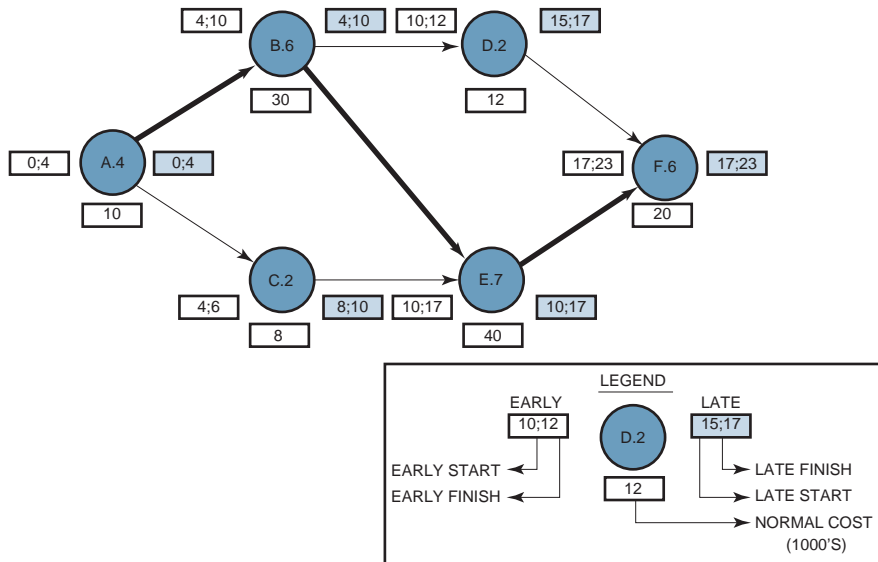 4;10
B.6
4;10
10;12
D.2
15;17
30
12
0;4
A.4
0;4
17;23
F.6
17;23
10
20
C.2
E.7
4;6
8;10
10;17
10;17
8
40
LEGEND
EARLY
LATE
10;12
D.2
15;17
EARLY START
LATE FINISH
EARLY FINISH
12
LATE START
NORMAL COST
(1000'S)